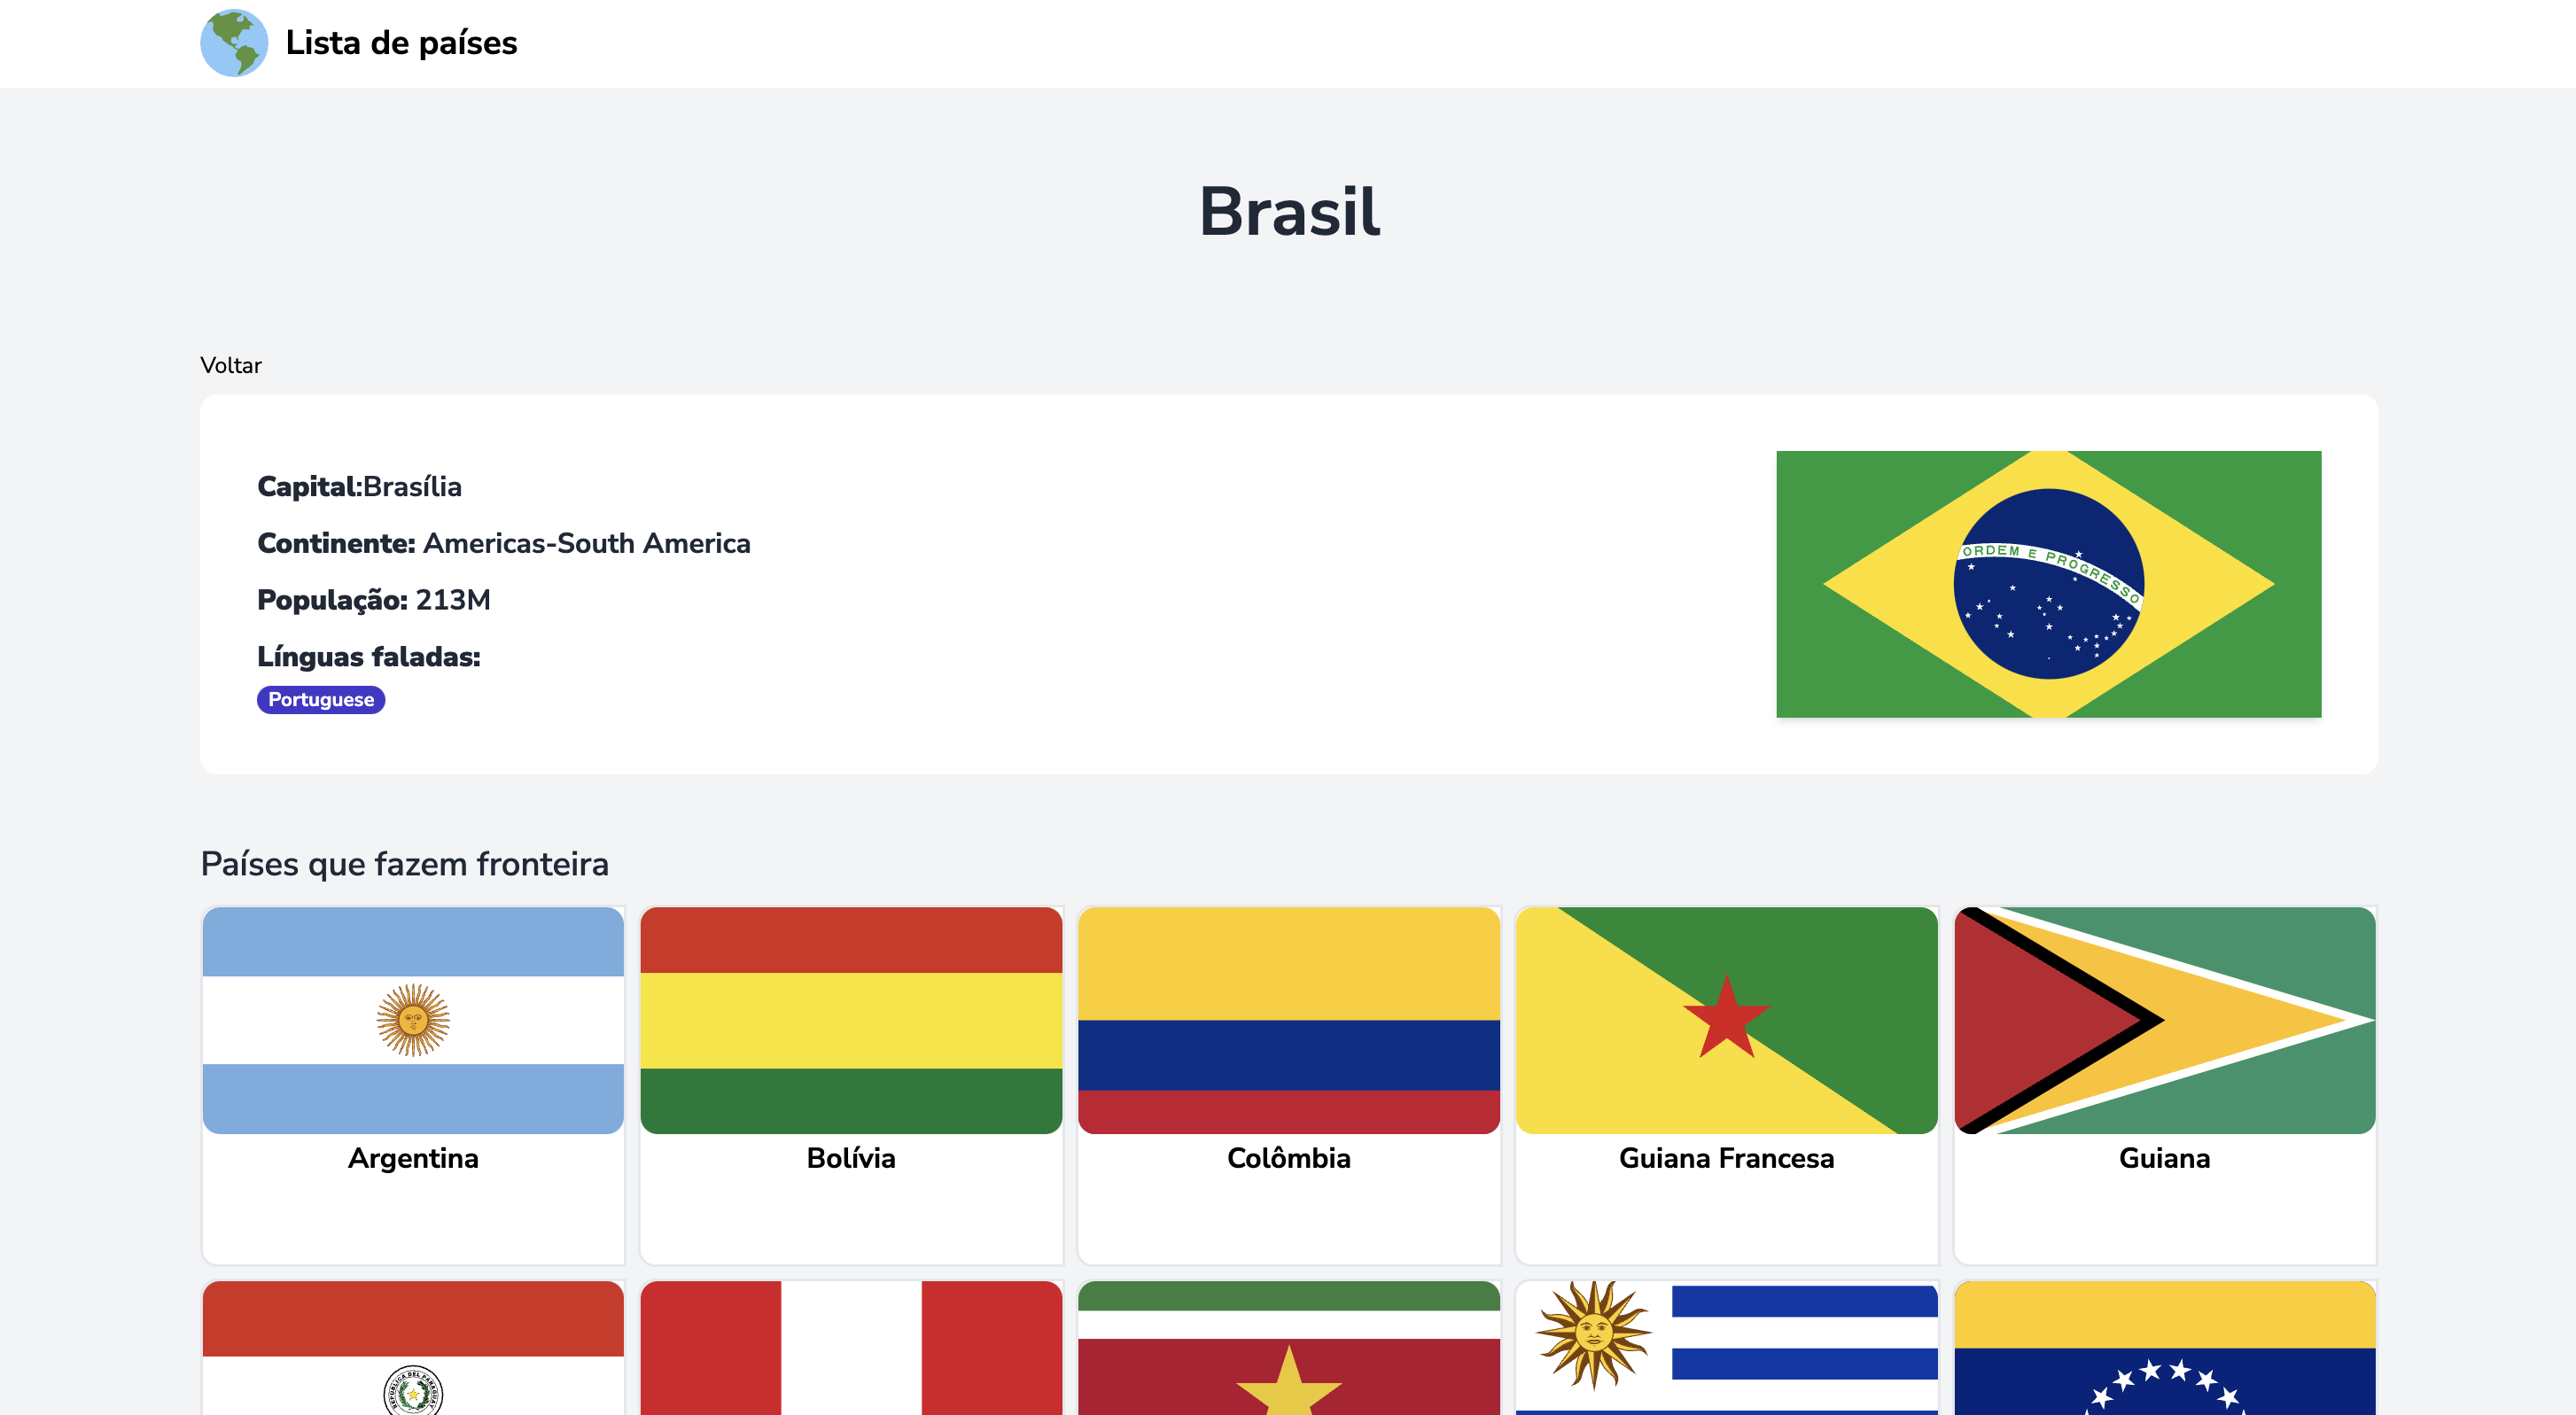 Lista de países
Brasil
Voltar
Capital:Brasília
Continente: Americas-South America
População: 213M
Línguas faladas:
Portuguese
ORDEM E PROGRESSO
Países que fazem fronteira
Argentina
Bolívia
Colômbia
Guiana Francesa
Guiana